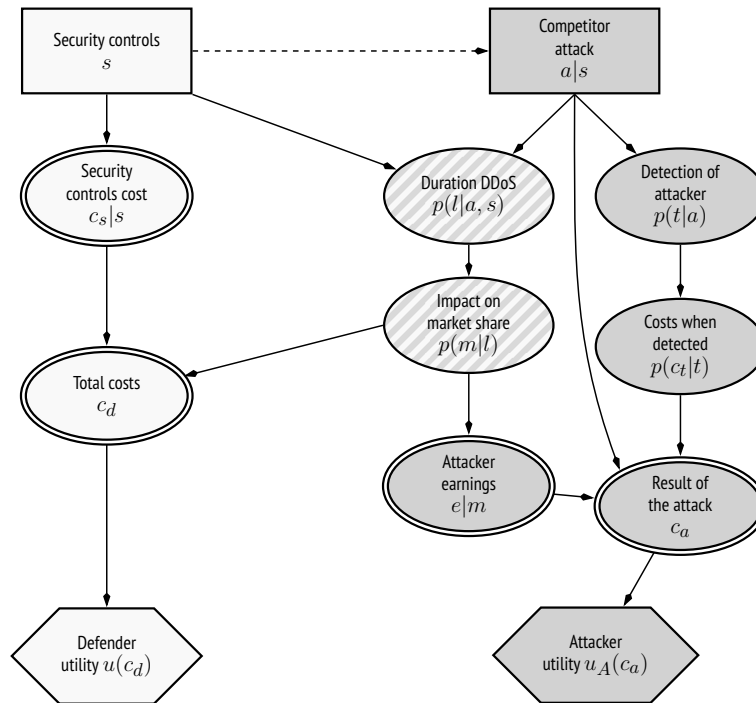 Security controls
s
Competitor
attack
a|s
Security
controls cost
c_s|s
Duration DDoS
p(l|a, s)
Detection of
attacker
p(t|a)
Impact on
market share
p(m|l)
Costs when
detected
p(c_t|t)
Total costs
c_d
Attacker
earnings
e|m
Result of
the attack
c_a
Defender
utility u(c_d)
Attacker
utility u_A(c_a)